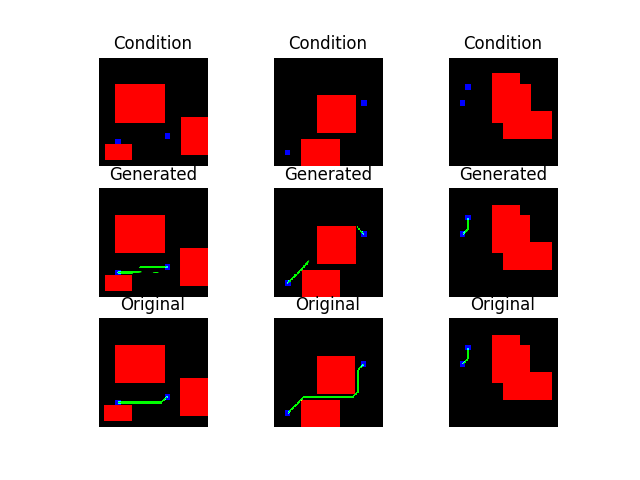 Condition
Condition
Condition
Generated
Generated
Generated
Original
Original
Original